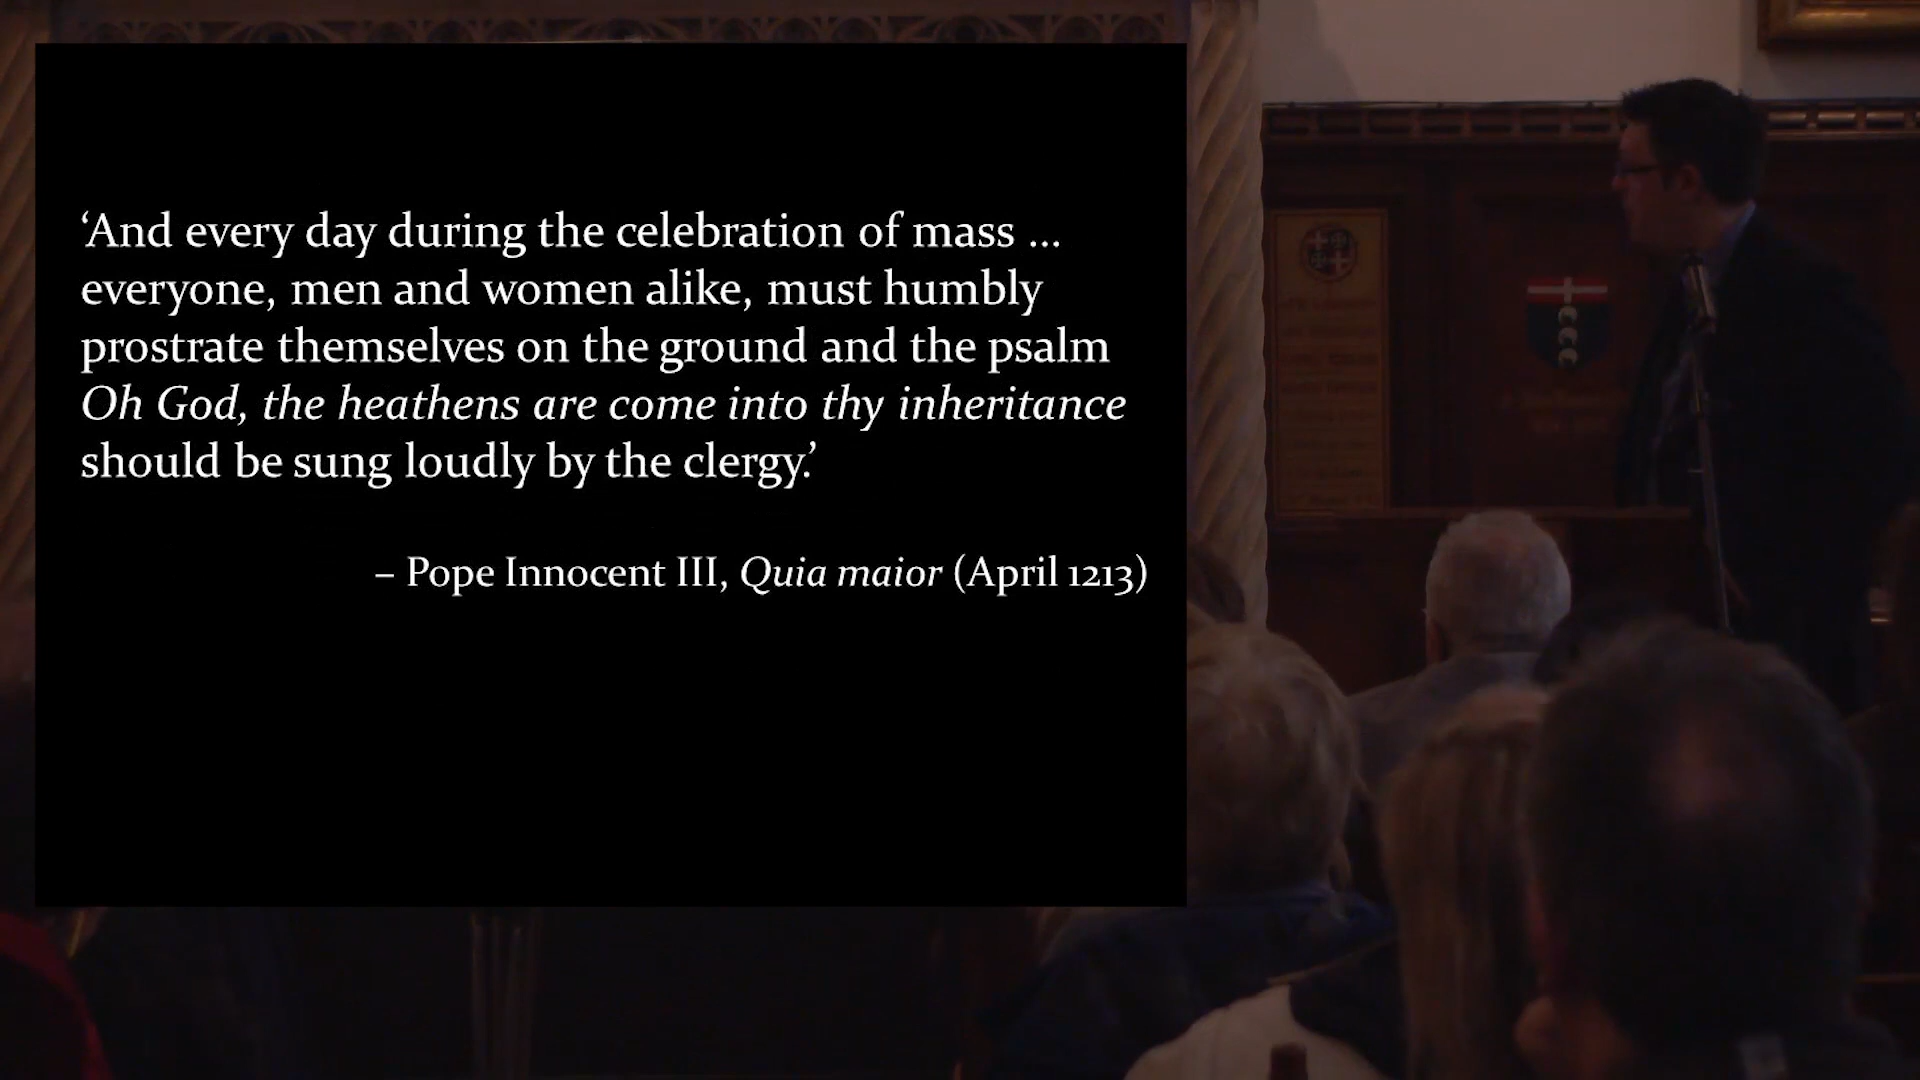 ‘And every day during the celebration of mass ...
everyone, men and women alike, must humbly
prostrate themselves on the ground and the psalm
Oh God, the heathens are come into thy inheritance
should be sung loudly by the clergy.’
– Pope Innocent III, Quia maior (April 1213)